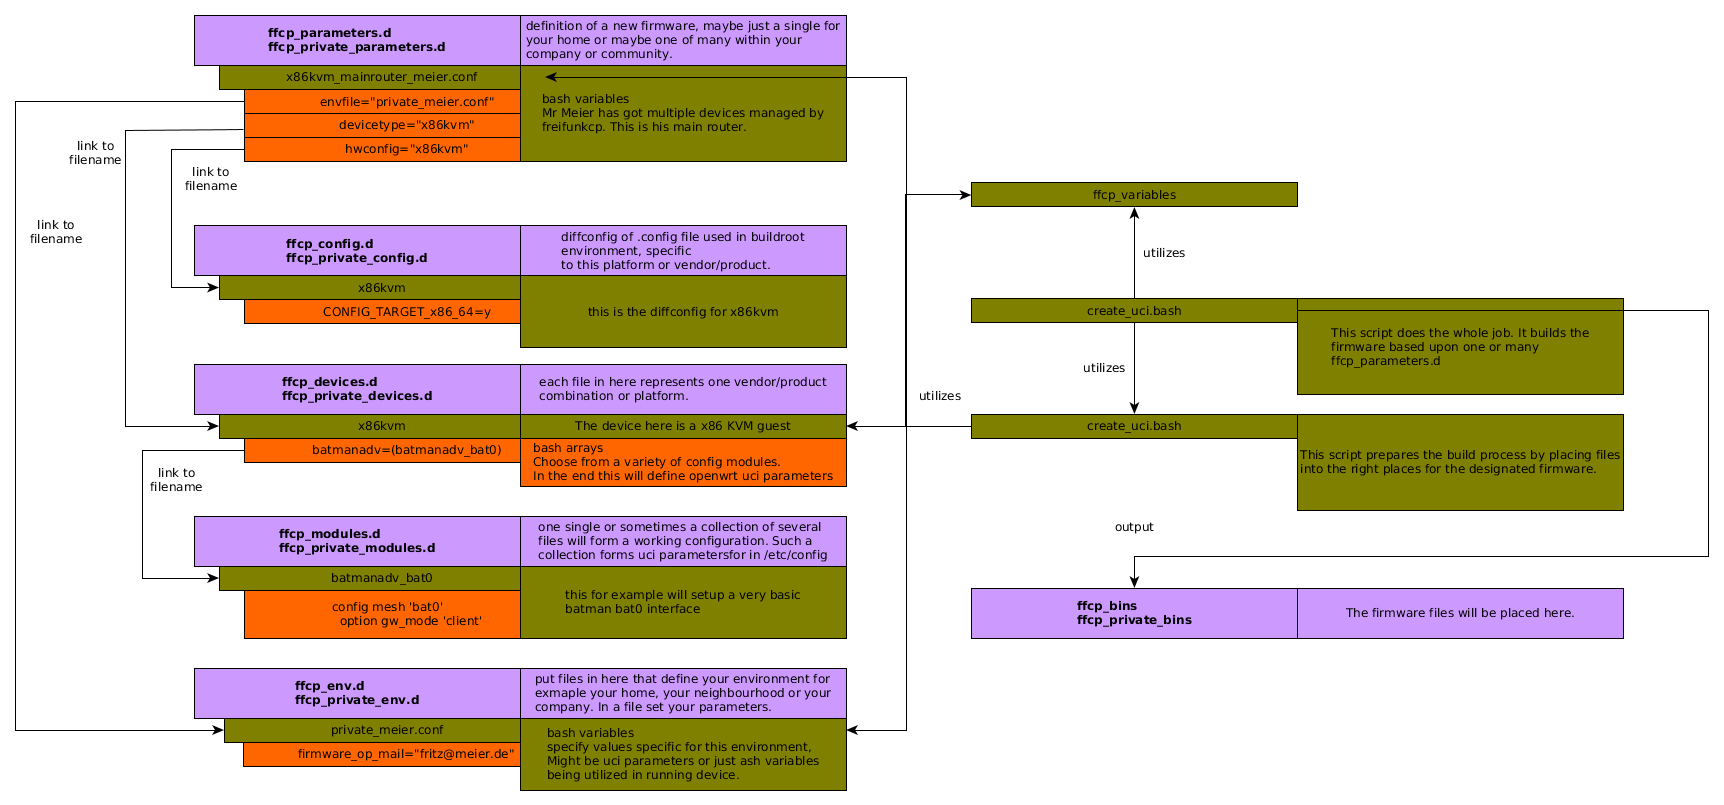 ffcp_parameters.d
ffcp_private_parameters.d
definition of a new firmware, maybe just a single for
your home or maybe one of many within your
company or community.
x86kvm_mainrouter_meier.conf
envfile="private_meier.conf"
devicetype="x86kvm"
hwconfig="x86kvm"
bash variables
Mr Meier has got multiple devices managed by
freifunkcp. This is his main router.
link to
filename
link to
filename
link to
filename
ffcp_config.d
ffcp_private_config.d
diffconfig of .config file used in buildroot
environment, specific
to this platform or vendor/product.
x86kvm
CONFIG_TARGET_x86_64=y
this is the diffconfig for x86kvm
ffcp_devices.d
ffcp_private_devices.d
each file in here represents one vendor/product
combination or platform.
x86kvm
The device here is a x86 KVM guest
batmanadv=(batmanadv_bat0)
bash arrays
Choose from a variety of config modules.
In the end this will define openwrt uci parameters
link to
filename
ffcp_modules.d
ffcp_private_modules.d
one single or sometimes a collection of several
files will form a working configuration. Such a
collection forms uci parametersfor in /etc/config
batmanadv_bat0
config mesh 'bat0'
option gw_mode 'client'
this for example will setup a very basic
batman bat0 interface
ffcp_env.d
ffcp_private_env.d
put files in here that define your environment for
exmaple your home, your neighbourhood or your
company. In a file set your parameters.
private_meier.conf
firmware_op_mail="fritz@meier.de"
bash variables
specify values specific for this environment,
Might be uci parameters or just ash variables
being utilized in running device.
ffcp_variables
utilizes
create_uci.bash
This script does the whole job. It builds the
firmware based upon one or many
ffcp_parameters.d
utilizes
utilizes
create_uci.bash
This script prepares the build process by placing files
into the right places for the designated firmware.
output
ffcp_bins
ffcp_private_bins
The firmware files will be placed here.